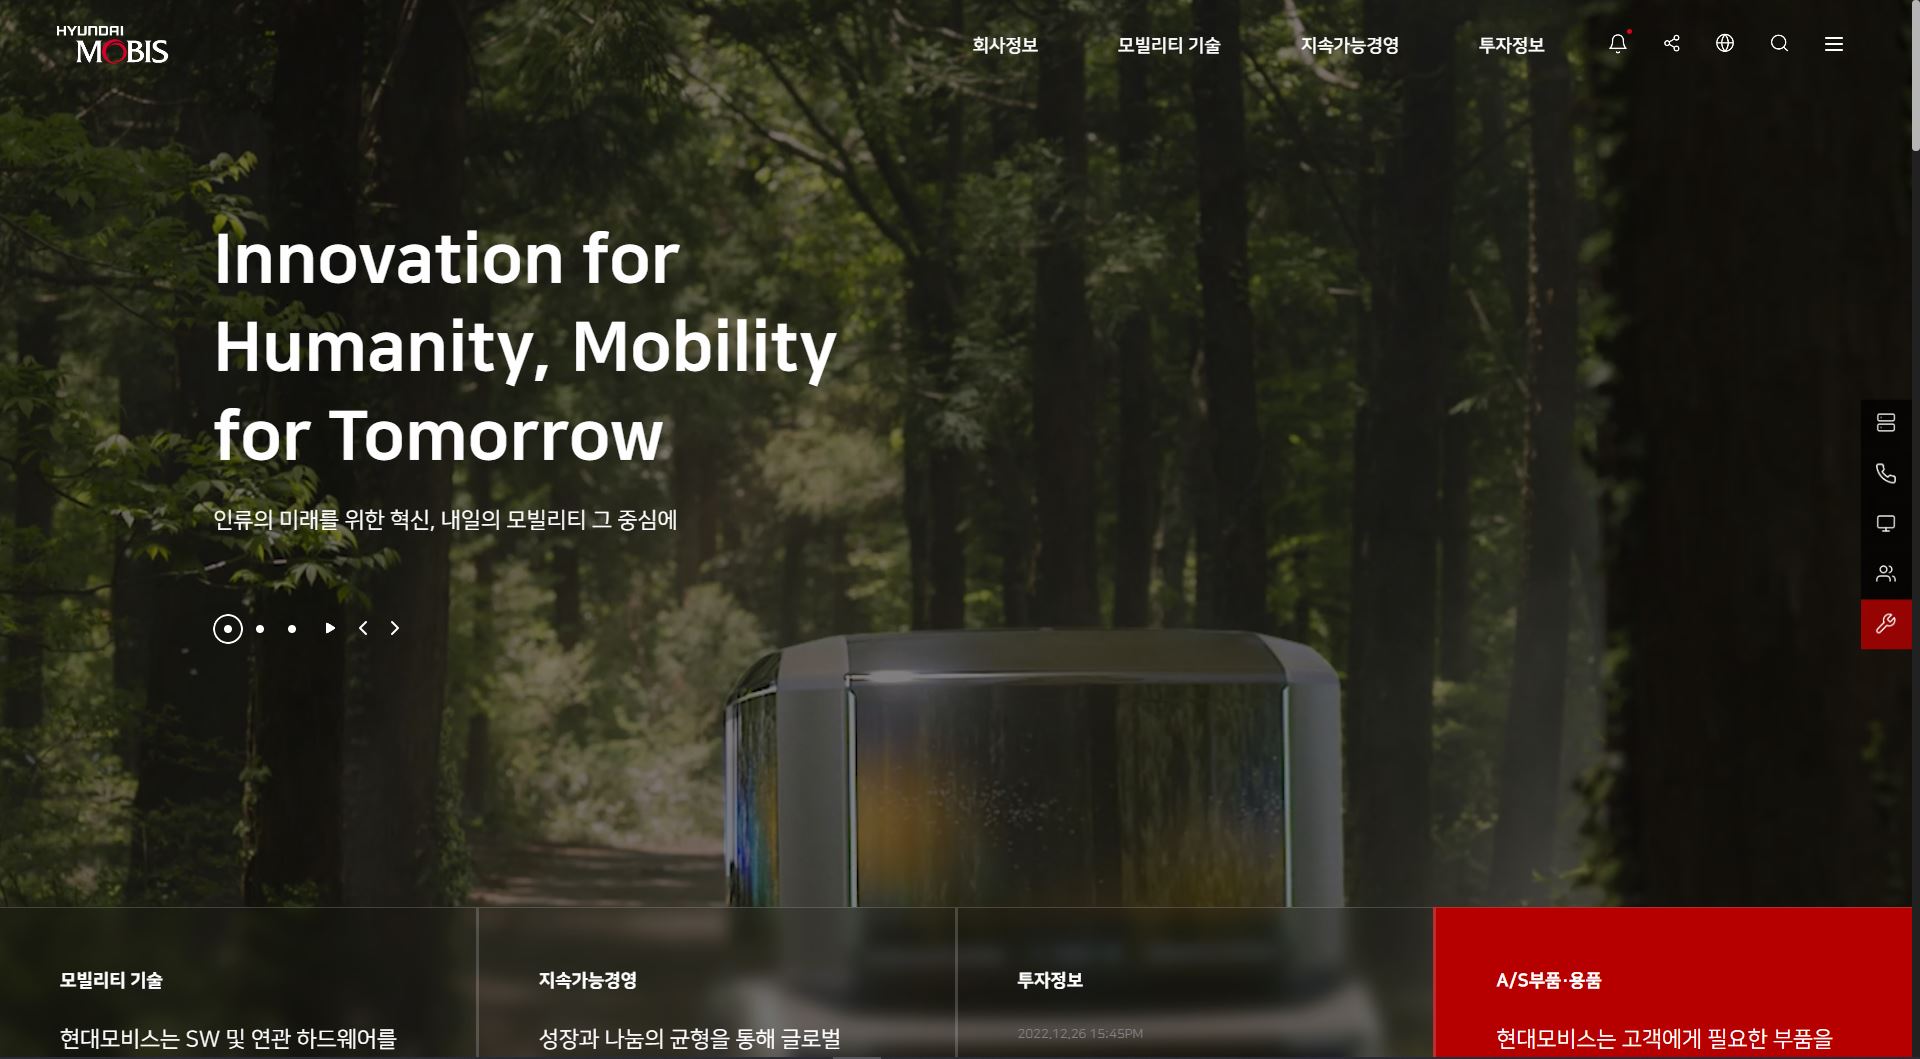 HYUNDAI
MOBIS
회사정보
모빌리티 기술
지속가능경영
투자정보
Innovation for
Humanity, Mobility
for Tomorrow
인류의 미래를 위한 혁신, 내일의 모빌리티 그 중심에
모빌리티 기술
현대모비스는 SW 및 연관 하드웨어를
지속가능경영
성장과 나눔의 균형을 통해 글로벌
투자정보
2022.12.26 15:45PM
A/S부품·용품
현대모비스는 고객에게 필요한 부품을